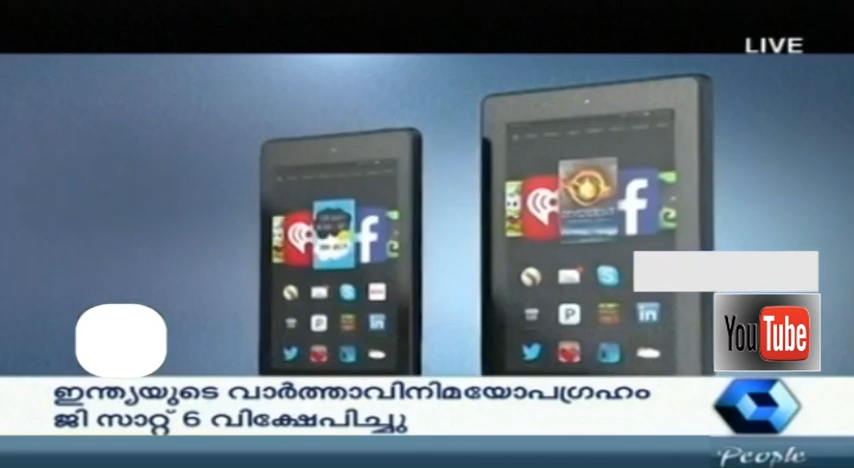 LIVE
You Tube
ഇന്ത്യയുടെ വാർത്താവിനിമയോപഗ്രഹം
ജി സാറ്റ് 6 വിക്ഷേപിച്ചു
People